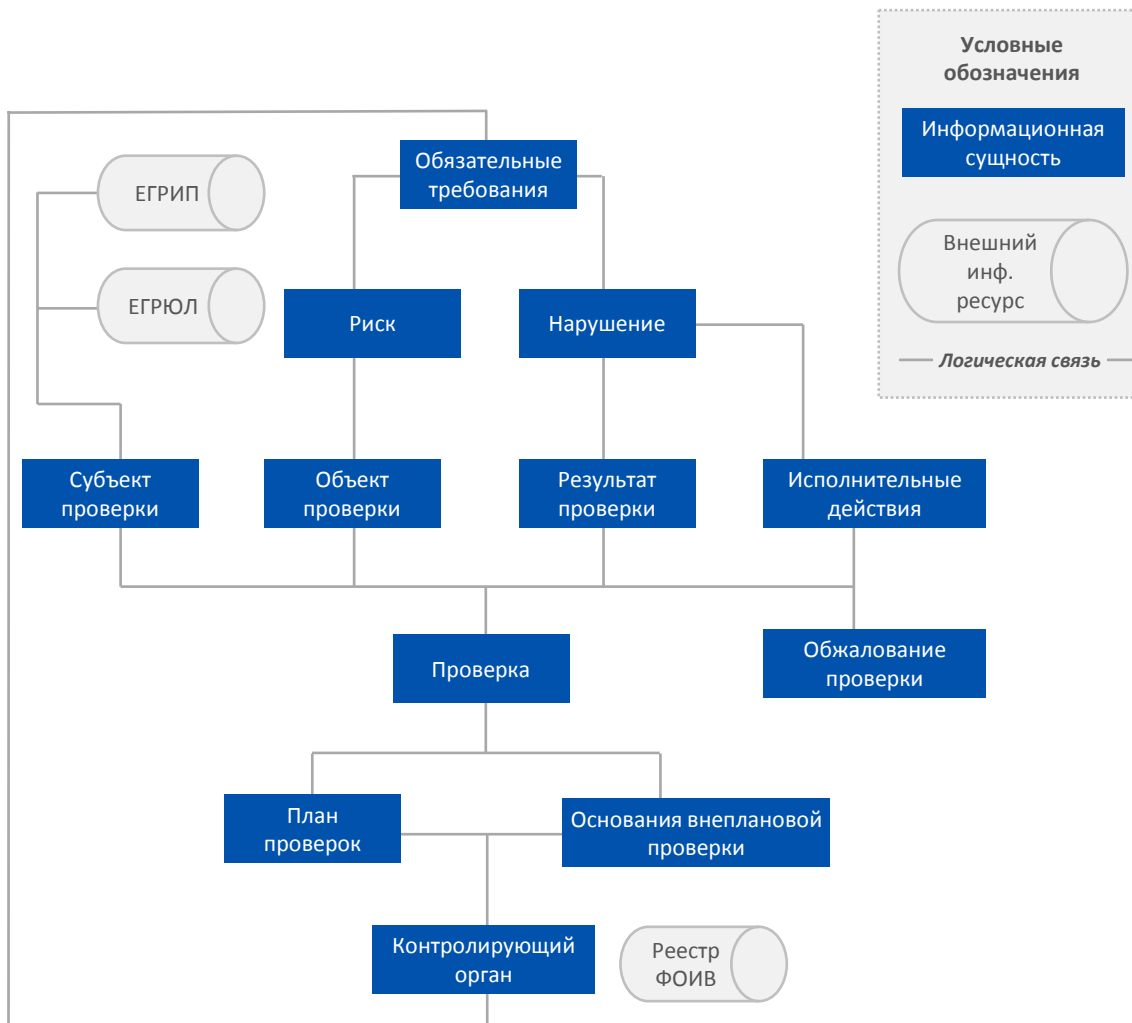 Условные
обозначения
Информационная
сущность
Внешний
инф.
ресурс
Логическая связь
Обязательные
требования
ЕГРИП
ЕГРЮЛ
Риск
Нарушение
Субъект
проверки
Объект
проверки
Результат
проверки
Исполнительные
действия
Проверка
Обжалование
проверки
План
проверок
Основания внеплановой
проверки
Контролирующий
орган
Реестр
ФОИВ